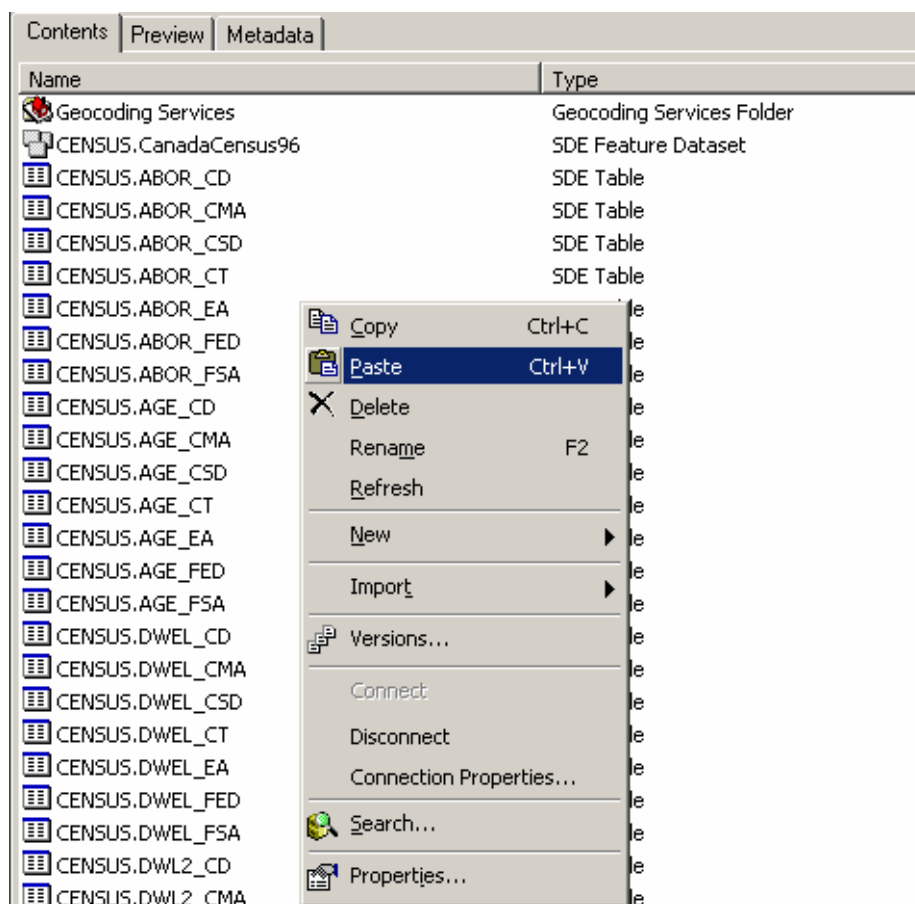 Contents Preview Metadata
Name Type
Geocoding Services Geocoding Services Folder
CENSUS.CanadaCensus96 SDE Feature Dataset
CENSUS.ABOR_CD SDE Table
CENSUS.ABOR_CMA SDE Table
CENSUS.ABOR_CSD SDE Table
CENSUS.ABOR_CT SDE Table
CENSUS.ABOR_EA
CENSUS.ABOR_FED
CENSUS.ABOR_FSA
CENSUS.AGE_CD
CENSUS.AGE_CMA
CENSUS.AGE_CSD
CENSUS.AGE_CT
CENSUS.AGE_EA
CENSUS.AGE_FED
CENSUS.AGE_FSA
CENSUS.DWEL_CD
CENSUS.DWEL_CMA
CENSUS.DWEL_CSD
CENSUS.DWEL_CT
CENSUS.DWEL_EA
CENSUS.DWEL_FED
CENSUS.DWEL_FSA
CENSUS.DWL2_CD
CENSUS.DWL2_CMA
Copy Ctrl+C
Paste Ctrl+V
Delete
Rename F2
Refresh
New
Import
Versions...
Connect
Disconnect
Connection Properties...
Search...
Properties...